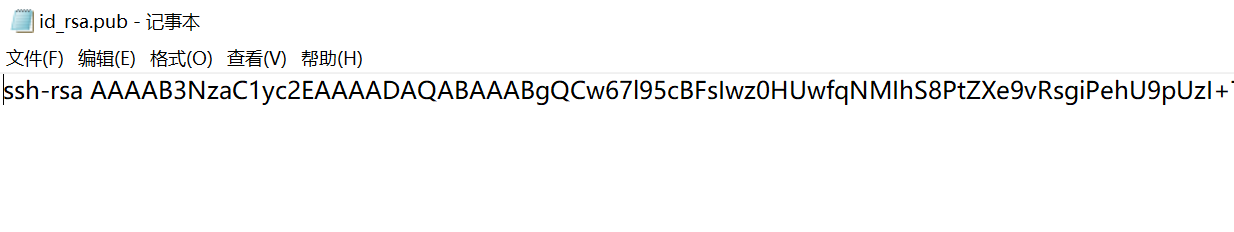 id_rsa.pub - 记事本
文件(F) 编辑(E) 格式(O) 查看(V) 帮助(H)
ssh-rsa AAAAB3NzaC1yc2EAAAADAQABAAABgQCw67l95cBFsIwz0HUwfqNMIhS8PtZXe9vRsgiPehU9pUzI+